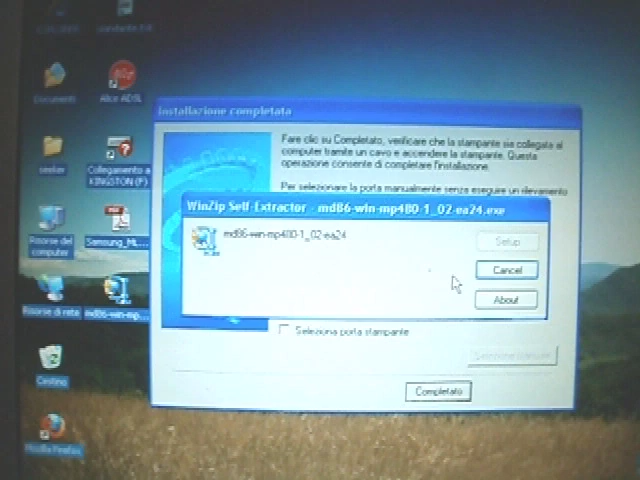 Documenti
Alice ADSL
seeker
Collegamento a
KINGSTON (F)
Risorse del
computer
Samsung_ML...
Risorse di rete
md86-win-mp...
Cestino
Mozilla Firefox
Installazione completata
Fare clic su Completato, verificare che la stampante sia collegata al
computer tramite un cavo e accendere la stampante. Questa
operazione consente di completare l'installazione.
Per selezionare la porta manualmente senza eseguire un rilevamento
WinZip Self-Extractor - md86-win-mp480-1_02-ea24.exe
md86-win-mp480-1_02-ea24
Setup
Cancel
About
Seleziona porta stampante
Selezione manuale
Completato